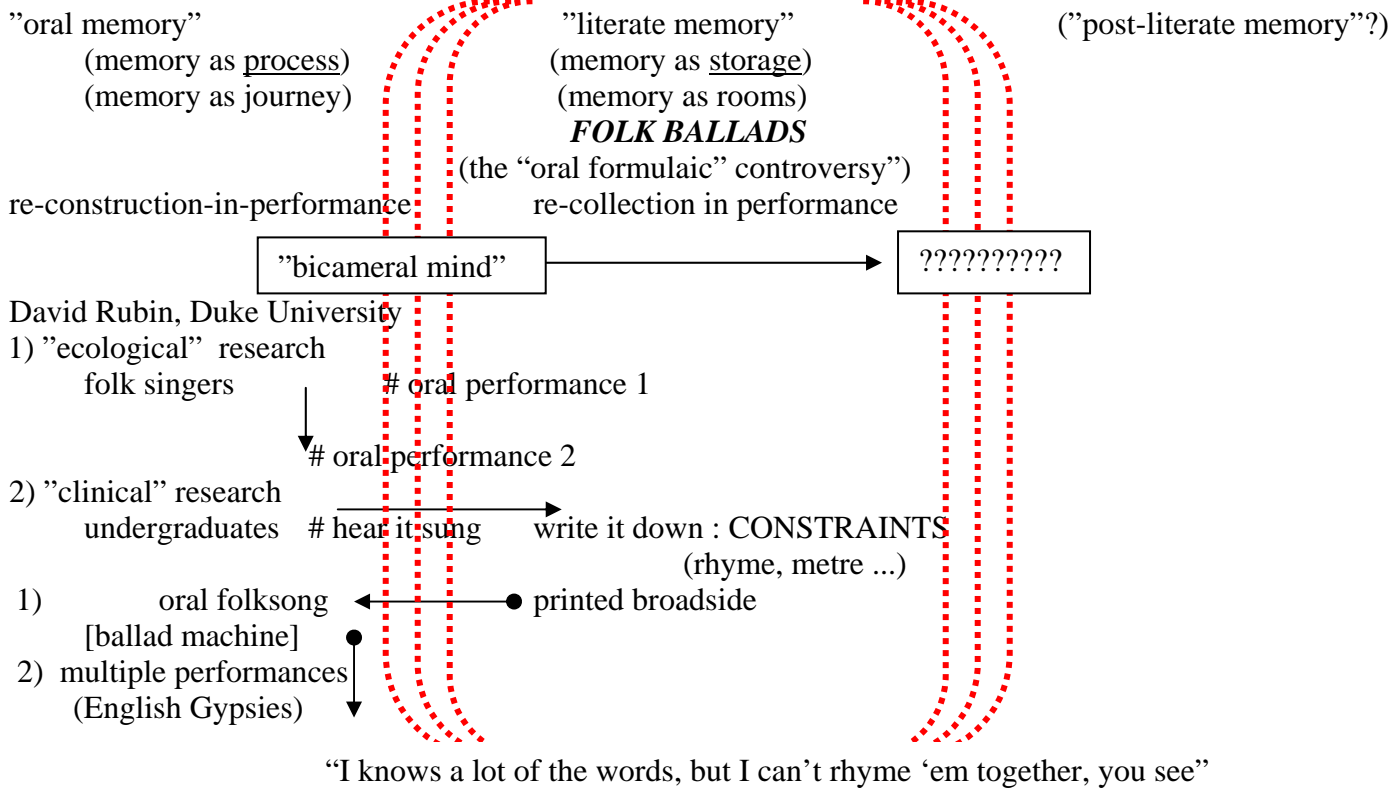 ”oral memory” ”literate memory” (”post-literate memory”?)
(memory as process) (memory as storage)
(memory as journey) (memory as rooms)
FOLK BALLADS
(the “oral formulaic” controversy”)
re-construction-in-performance re-collection in performance
”bicameral mind” ??????????
David Rubin, Duke University
1) ”ecological” research
folk singers # oral performance 1
# oral performance 2
2) ”clinical” research
undergraduates # hear it sung write it down : CONSTRAINTS
(rhyme, metre ...)
1) oral folksong printed broadside
[ballad machine]
2) multiple performances
(English Gypsies)
“I knows a lot of the words, but I can’t rhyme ‘em together, you see”